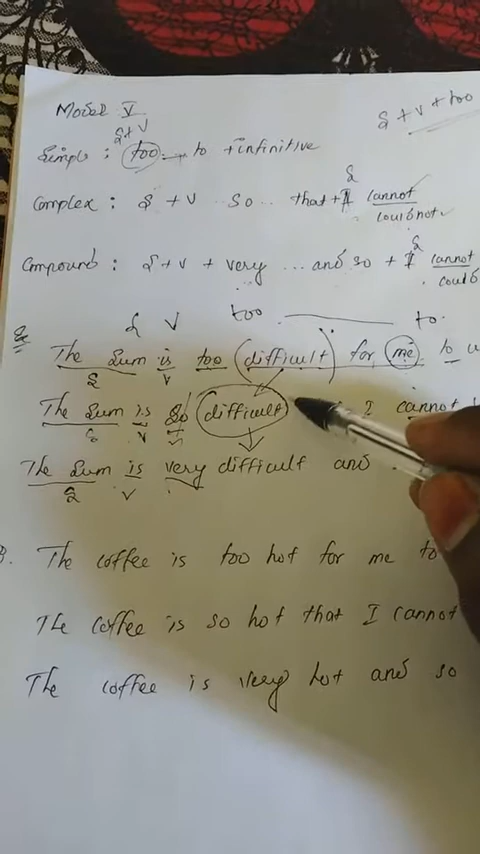 Model V
S + V + too
S + V
Simple : too to + infinitive
S
Complex : S + V so .. that + I cannot
could not
S
Compound : S + V + very ... and so + I cannot
could
S V too to
The Sum is too difficult for me to
S V
The Sum is so difficult I cannot
S V
The Sum is very difficult and
S V
The coffee is too hot for me to
The coffee is so hot that I cannot
The coffee is very hot and so